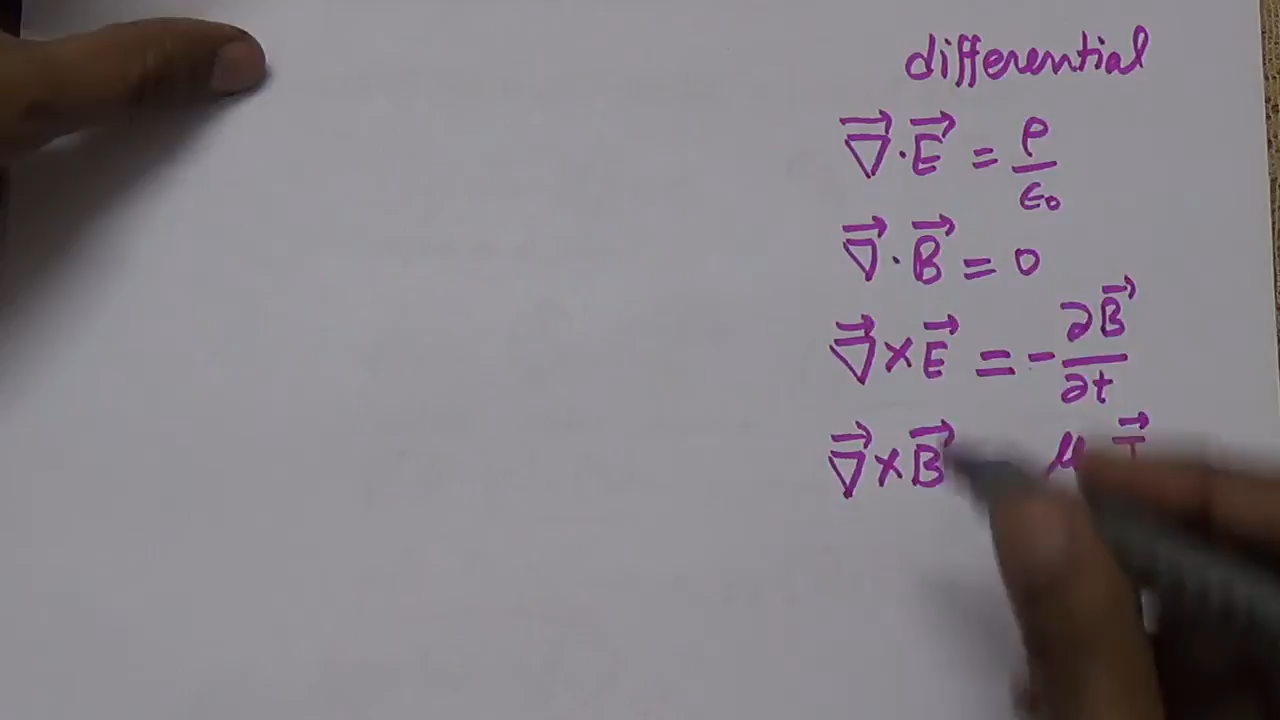 differential
∇⃗·E⃗ = ρ/ε₀
∇⃗·B⃗ = 0
∇⃗×E⃗ = -∂B⃗/∂t
∇⃗×B⃗ μ